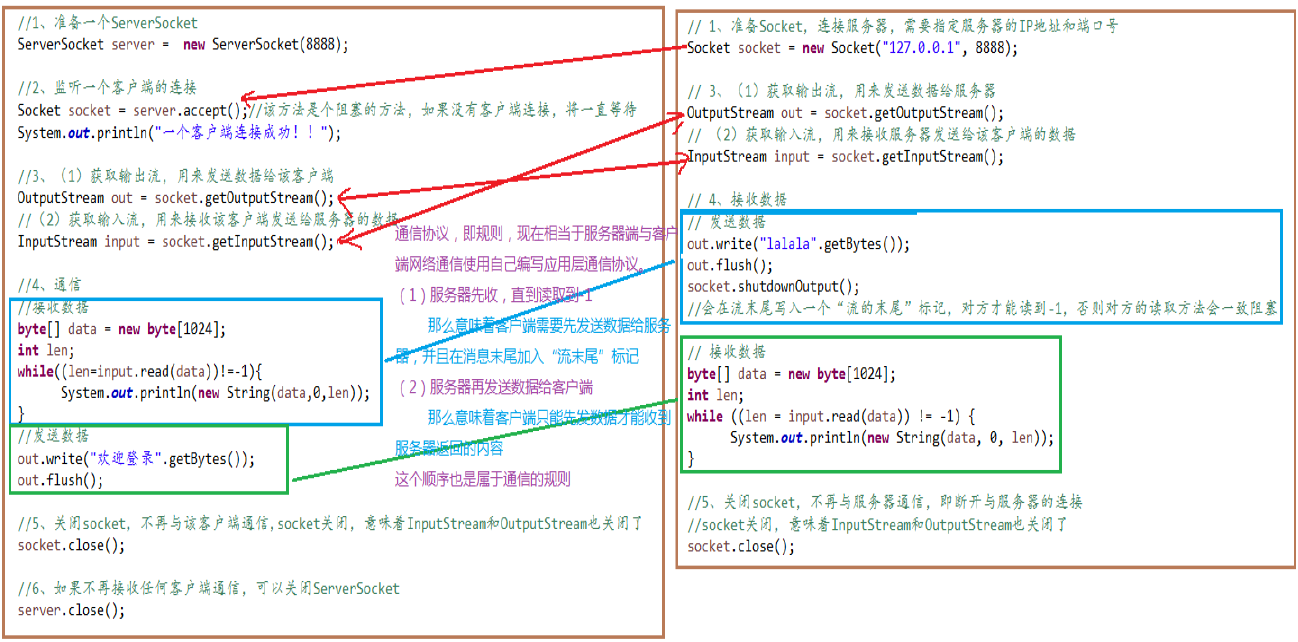 //1、准备一个ServerSocket
ServerSocket server =  new ServerSocket(8888);
//2、监听一个客户端的连接
Socket socket = server.accept();//该方法是个阻塞的方法，如果没有客户端连接，将一直等待
System.out.println("一个客户端连接成功！！");
//3、（1）获取输出流，用来发送数据给该客户端
OutputStream out = socket.getOutputStream();
//（2）获取输入流，用来接收该客户端发送给服务器的数据
InputStream input = socket.getInputStream();
//4、通信
//接收数据
byte[] data = new byte[1024];
int len;
while((len=input.read(data))!=-1){
System.out.println(new String(data,0,len));
}
//发送数据
out.write("欢迎登录".getBytes());
out.flush();
//5、关闭socket，不再与该客户端通信,socket关闭，意味着InputStream和OutputStream也关闭了
socket.close();
//6、如果不再接收任何客户端通信，可以关闭ServerSocket
server.close();
通信协议，即规则，现在相当于服务器端与客户
端网络通信使用自己编写应用层通信协议。
（1）服务器先收，直到读取到-1
那么意味着客户端需要先发送数据给服务
器，并且在消息末尾加入“流末尾”标记
（2）服务器再发送数据给客户端
那么意味着客户端只能先发数据才能收到
服务器返回的内容
这个顺序也是属于通信的规则
// 1、准备Socket，连接服务器，需要指定服务器的IP地址和端口号
Socket socket = new Socket("127.0.0.1", 8888);
// 3、（1）获取输出流，用来发送数据给服务器
OutputStream out = socket.getOutputStream();
// （2）获取输入流，用来接收服务器发送给该客户端的数据
InputStream input = socket.getInputStream();
// 4、接收数据
// 发送数据
out.write("lalala".getBytes());
out.flush();
socket.shutdownOutput();
//会在流末尾写入一个“流的末尾”标记，对方才能读到-1，否则对方的读取方法会一致阻塞
// 接收数据
byte[] data = new byte[1024];
int len;
while ((len = input.read(data)) != -1) {
System.out.println(new String(data, 0, len));
}
//5、关闭socket，不再与服务器通信，即断开与服务器的连接
//socket关闭，意味着InputStream和OutputStream也关闭了
socket.close();